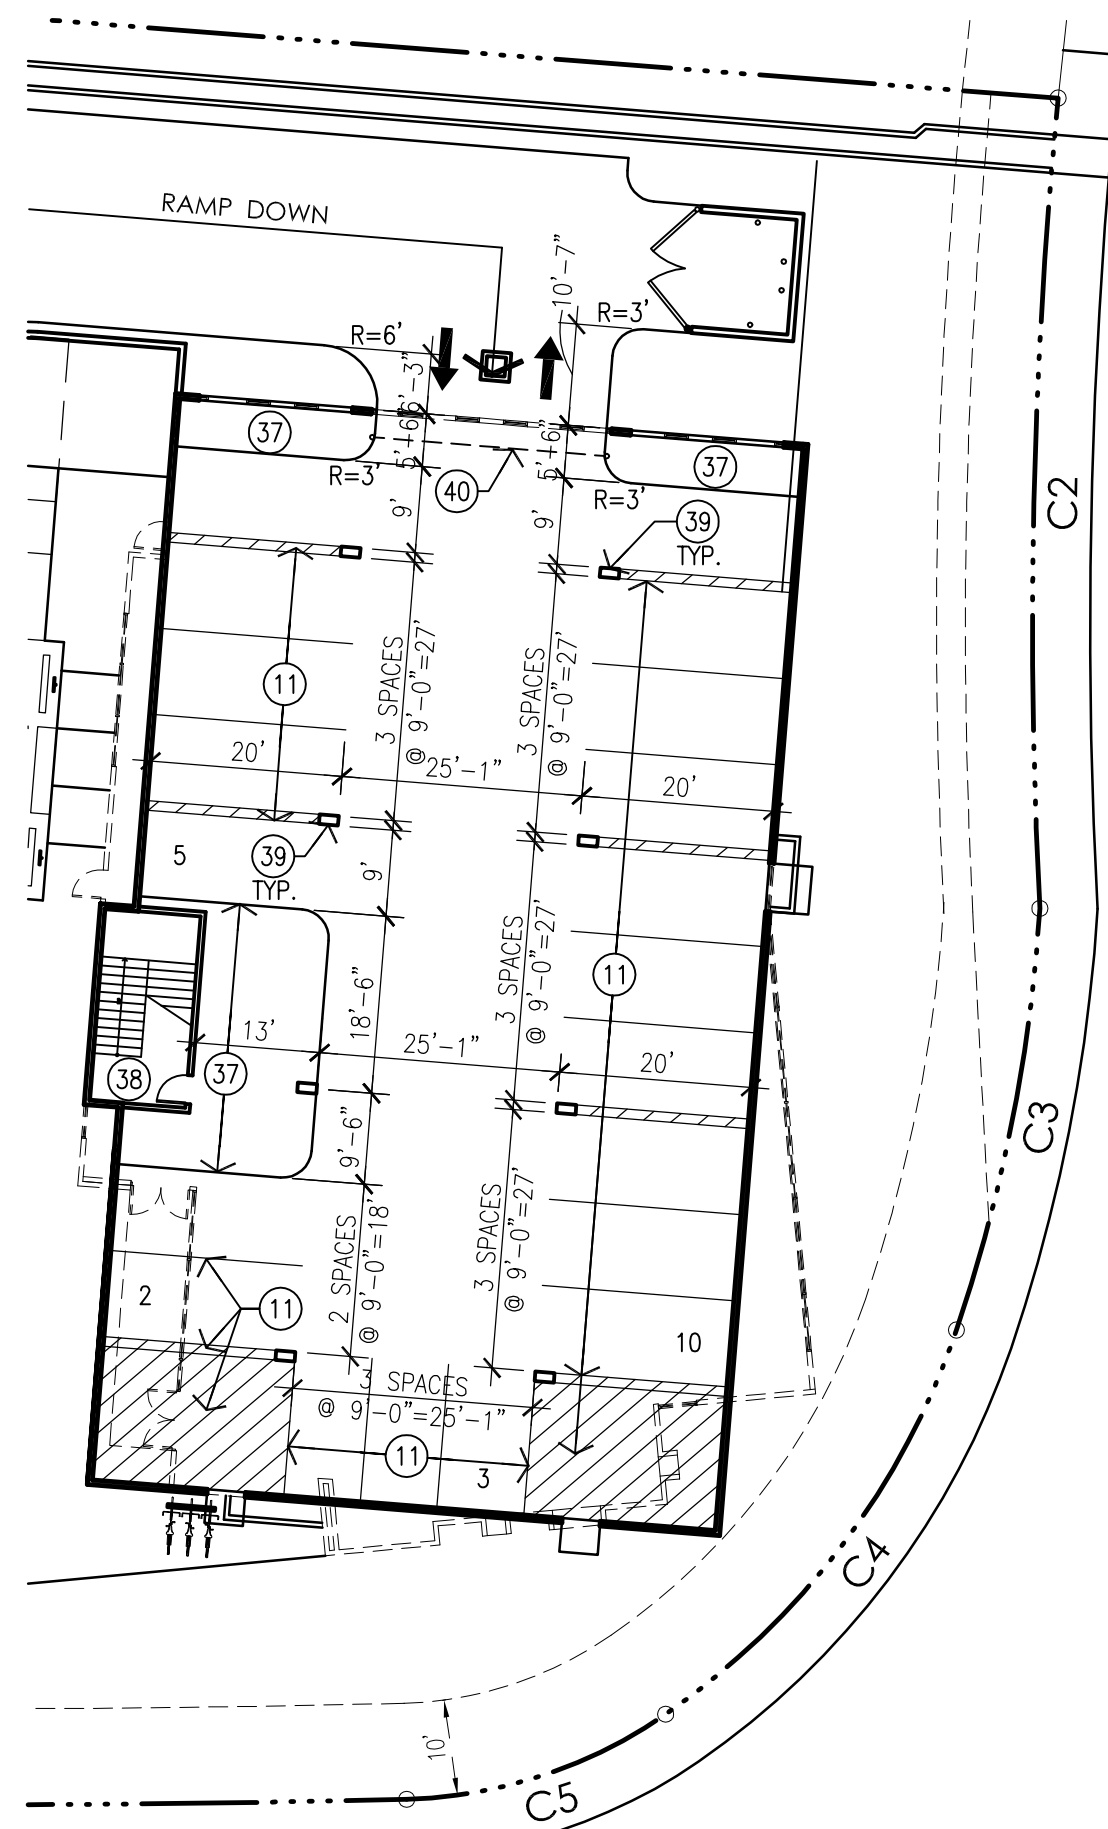 RAMP DOWN
10'-7"
R=3'
R=6'
6'-3"
37
5'+6"
5'+6"
R=3'
40
37
R=3'
9'
9'
39
TYP.
C2
11
3 SPACES
@ 9'-0"=27'
3 SPACES
@ 9'-0"=27'
20'
25'-1"
20'
5
39
TYP.
9'
3 SPACES
@ 9'-0"=27'
11
18'-6"
13'
25'-1"
20'
38
37
C3
9'-6"
2 SPACES
@ 9'-0"=18'
3 SPACES
@ 9'-0"=27'
2
11
10
3 SPACES
@ 9'-0"=25'-1"
11
3
C4
10'
C5